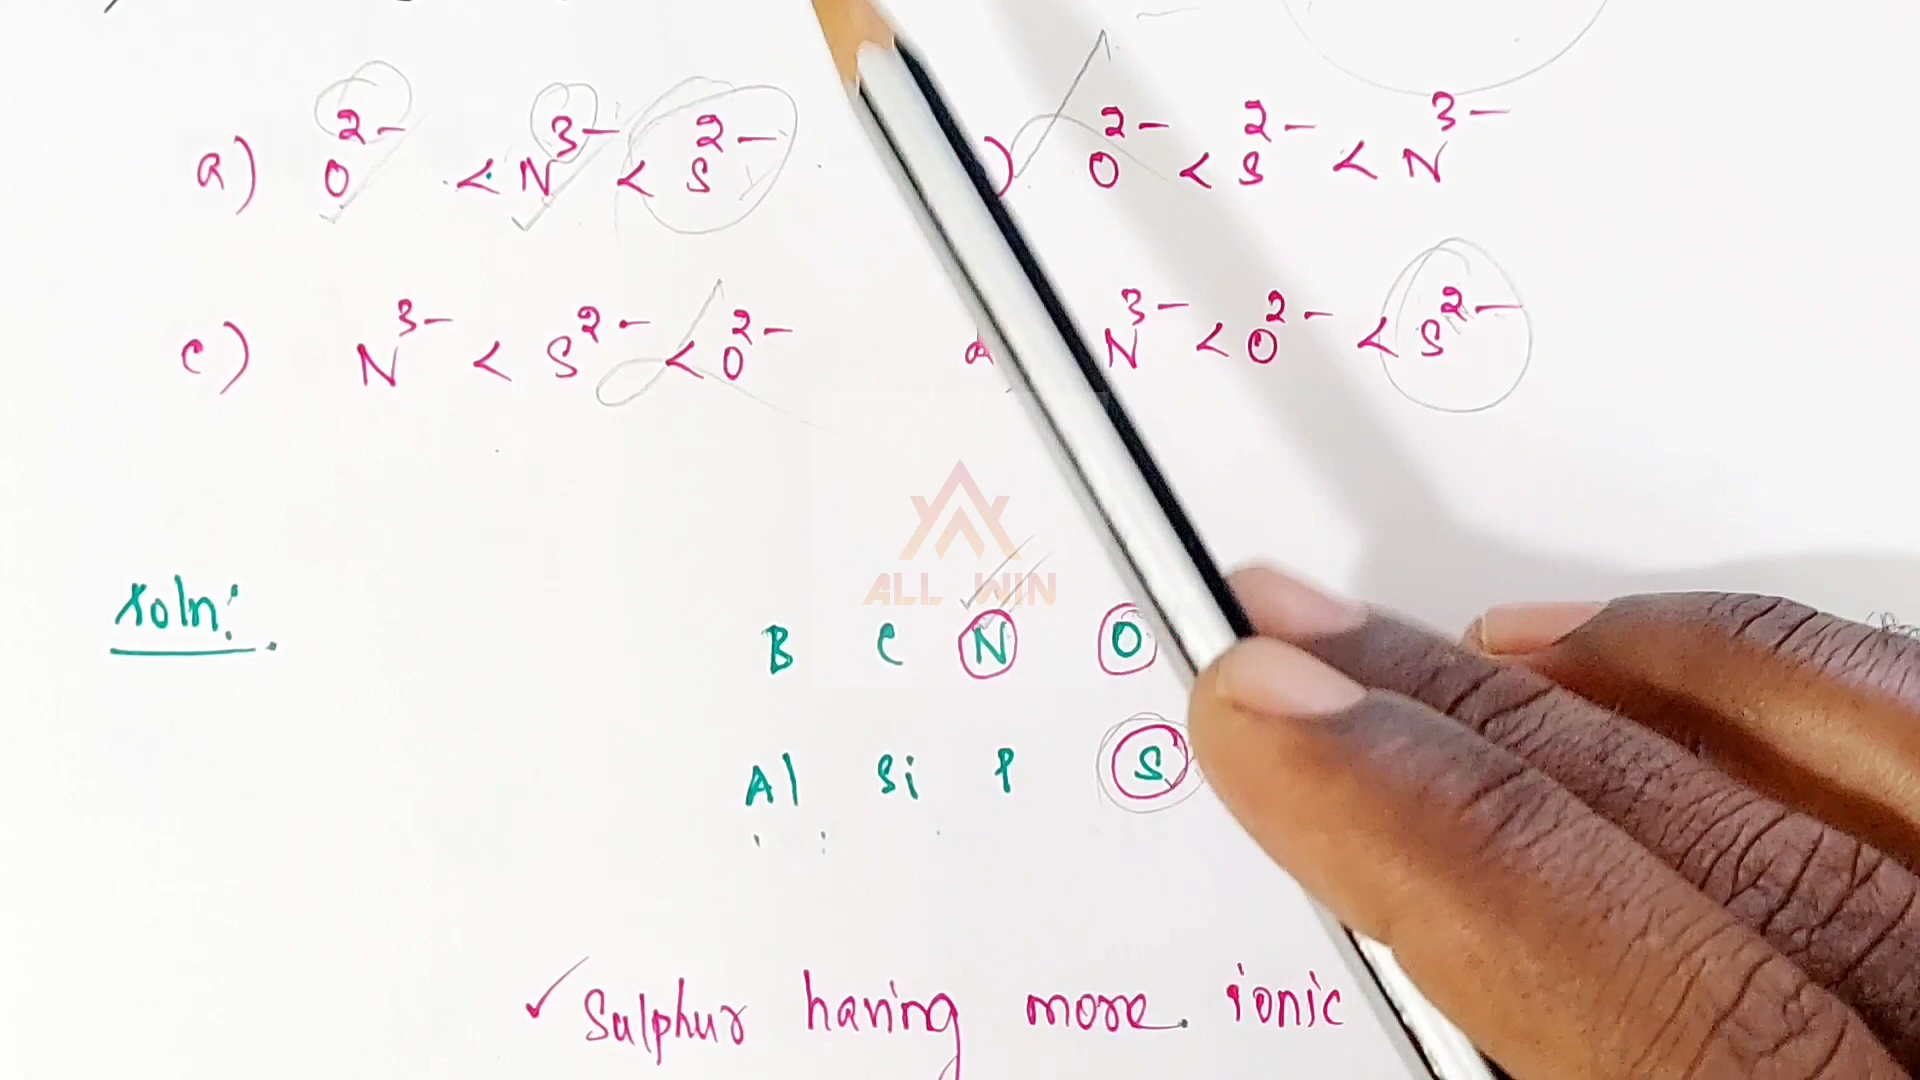 a) O²⁻ < N³⁻ < S²⁻
) O²⁻ < S²⁻ < N³⁻
c) N³⁻ < S²⁻ < O²⁻
N³⁻ < O²⁻ < S²⁻
ALL WIN
Soln:
B C N O
Al Si P S
✓ Sulphur having more ionic